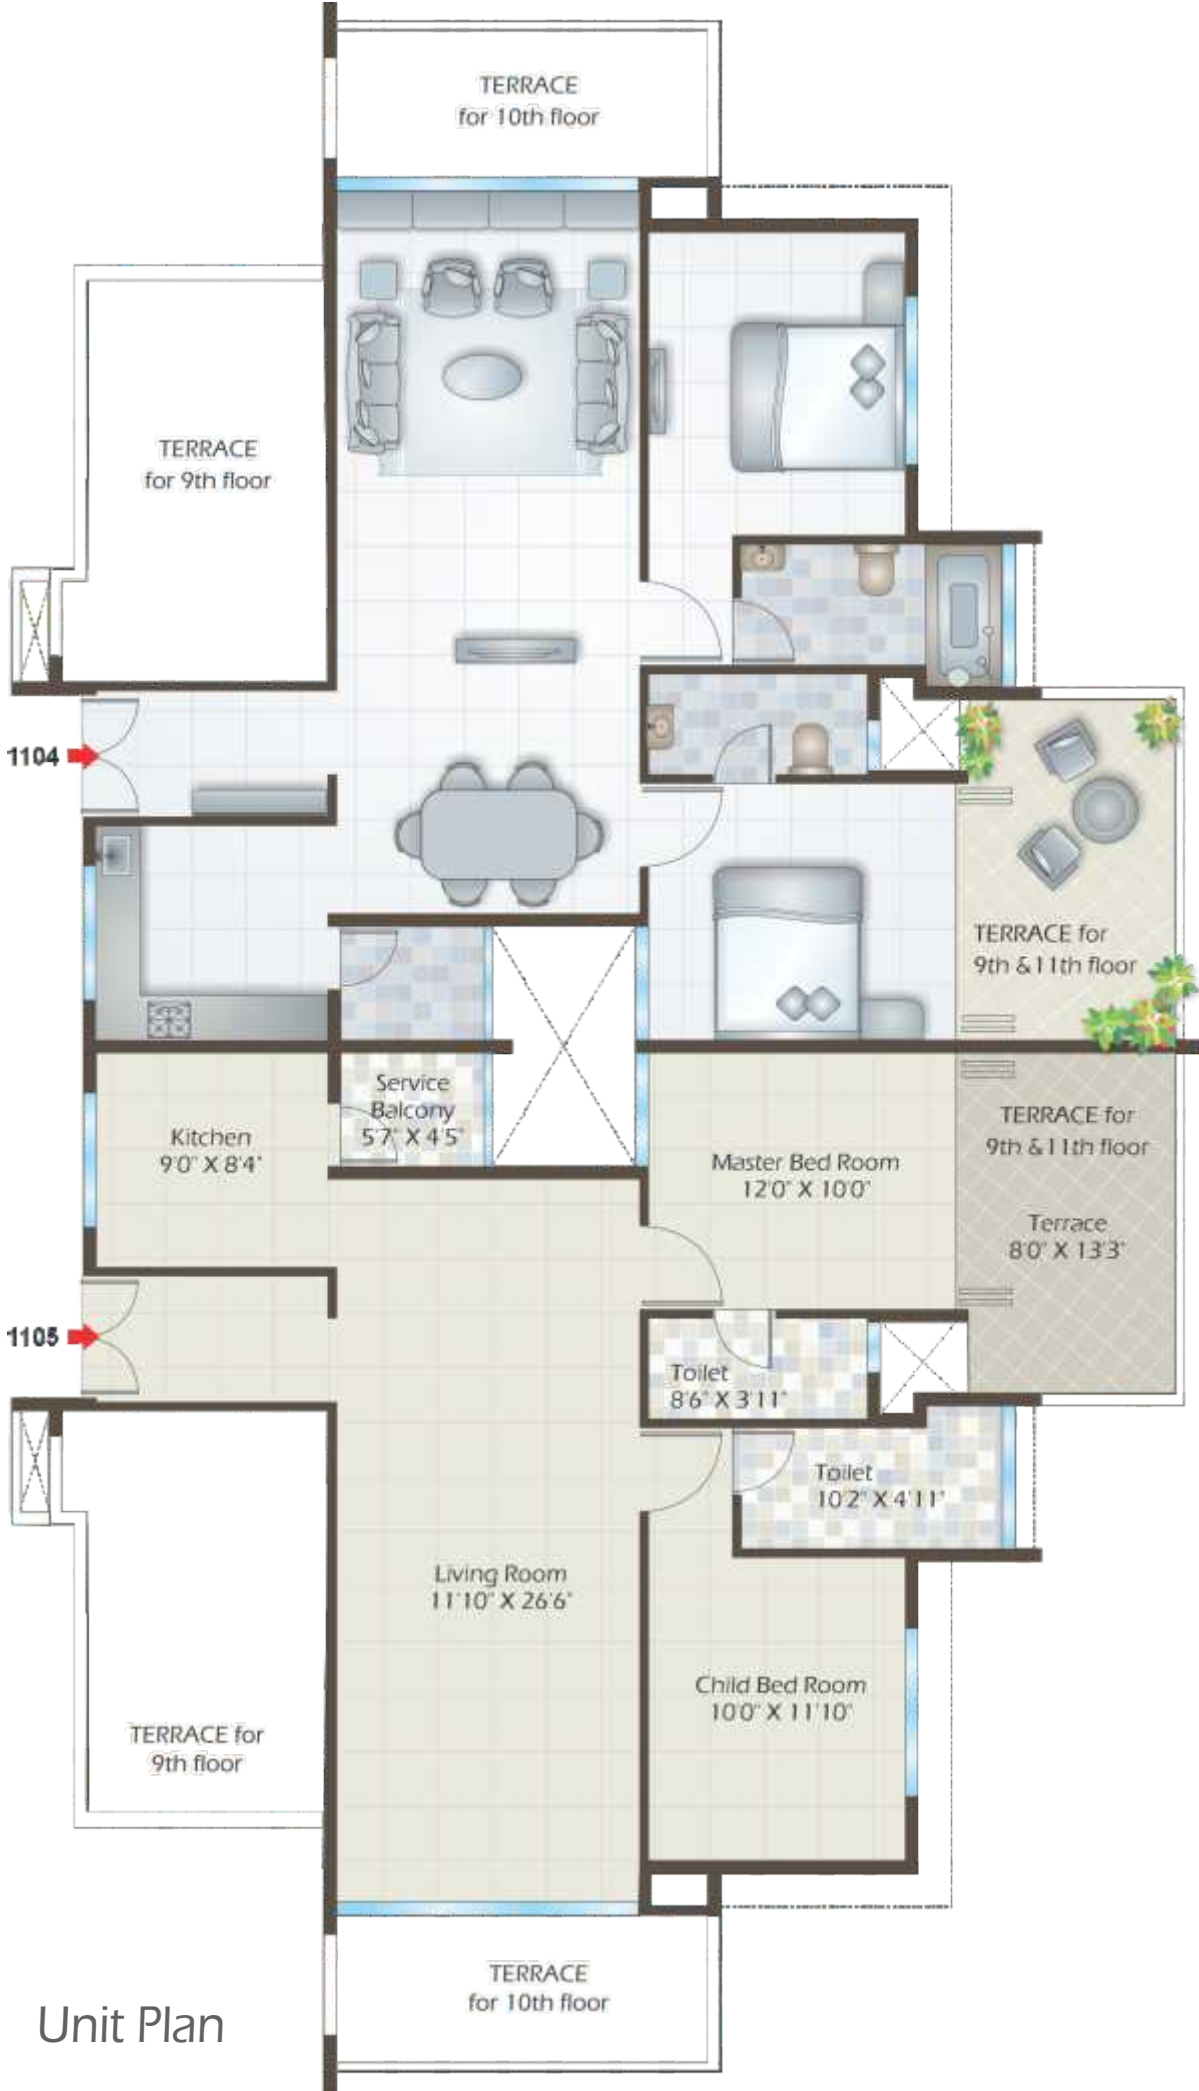 TERRACE
for 10th floor
TERRACE
for 9th floor
1104
TERRACE for
9th & 11th floor
Service
Balcony
5'7" X 4'5"
Kitchen
9'0" X 8'4"
Master Bed Room
12'0" X 10'0"
TERRACE for
9th & 11th floor
Terrace
8'0" X 13'3"
1105
Toilet
8'6" X 3'11"
Toilet
10'2" X 4'11"
Living Room
11'10" X 26'6"
Child Bed Room
10'0" X 11'10"
TERRACE for
9th floor
TERRACE
for 10th floor
Unit Plan